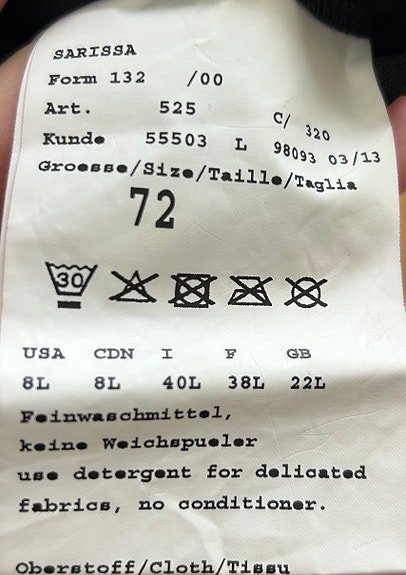 SARISSA
Form 132 /00
Art. 525 C/ 320
Kunde 55503 L 98093 03/13
Groesse/Size/Taille/Taglia
72
30
USA CDN I F GB
8L 8L 40L 38L 22L
Feinwaschmittel,
keine Weichspueler
use detergent for delicated
fabrics, no conditioner.
Oberstoff/Cloth/Tissu